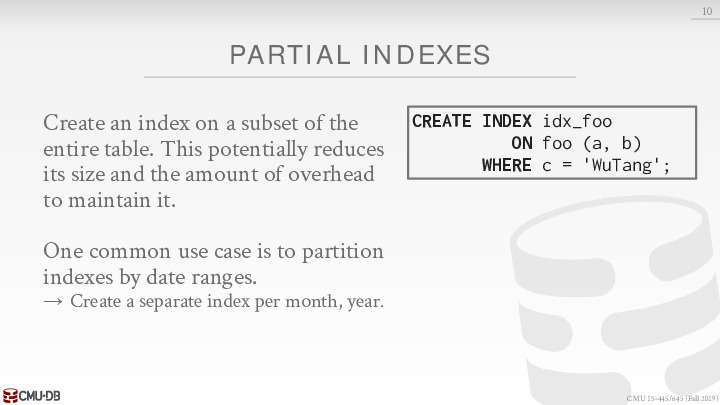 10
PARTIAL INDEXES
Create an index on a subset of the
entire table. This potentially reduces
its size and the amount of overhead
to maintain it.
One common use case is to partition
indexes by date ranges.
→ Create a separate index per month, year.
CREATE INDEX idx_foo
ON foo (a, b)
WHERE c = 'WuTang';
CMU·DB
CMU 15-445/645 (Fall 2019)